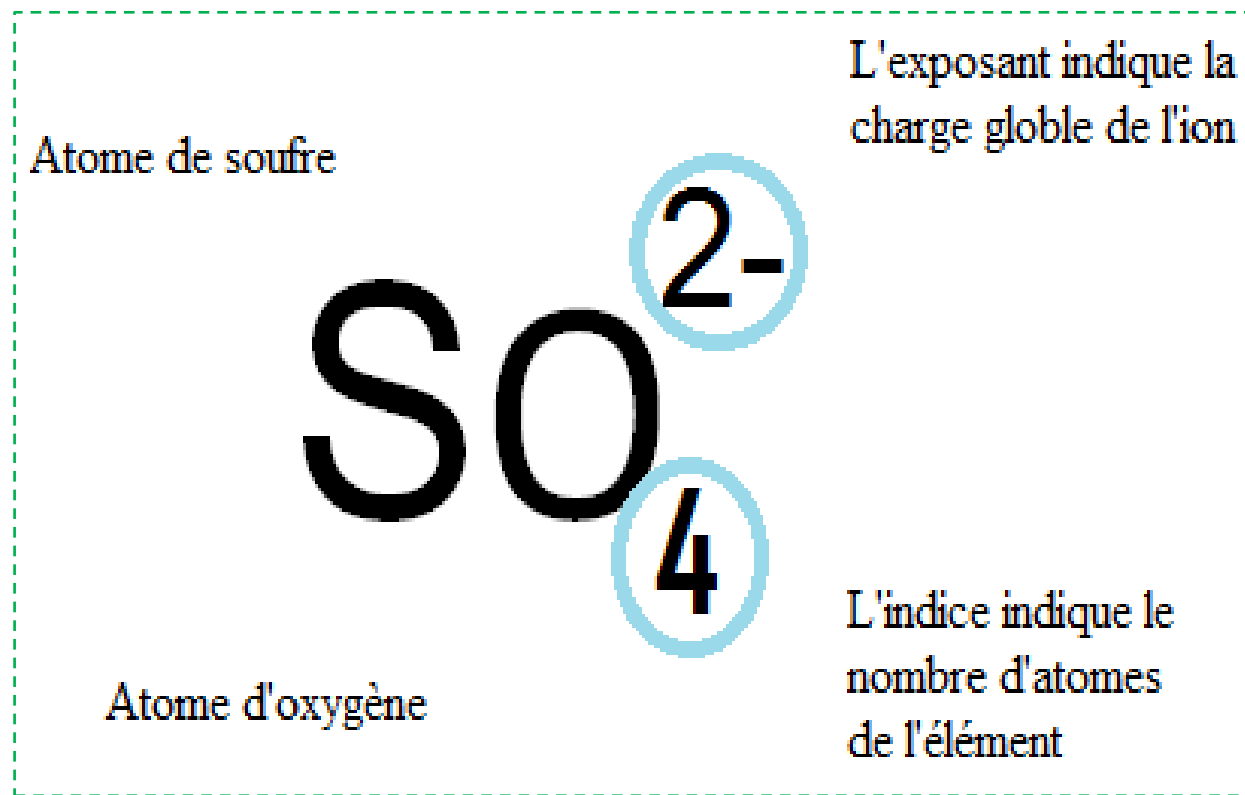 L'exposant indique la
charge globle de l'ion
Atome de soufre
2-
SO
4
L'indice indique le
nombre d'atomes
de l'élément
Atome d'oxygène